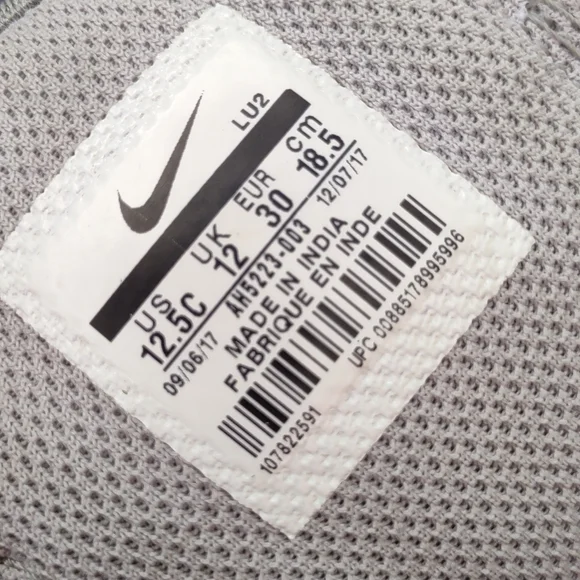 LU2
US UK EUR cm
12.5C 12 30 18.5
09/06/17 AH5223-003 12/07/17
MADE IN INDIA
FABRIQUE EN INDE
UPC 00885178995996
107822591